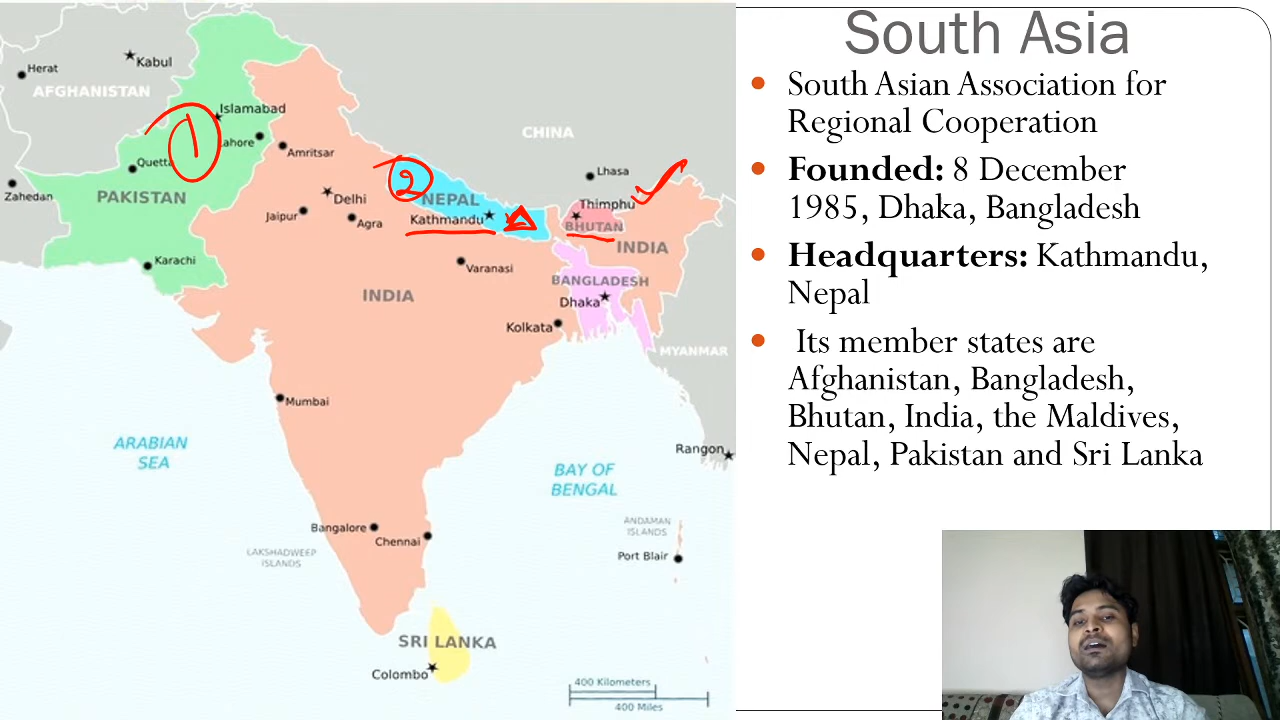 South Asia
South Asian Association for
Regional Cooperation
Founded: 8 December
1985, Dhaka, Bangladesh
Headquarters: Kathmandu,
Nepal
Its member states are
Afghanistan, Bangladesh,
Bhutan, India, the Maldives,
Nepal, Pakistan and Sri Lanka
Kabul
Herat
AFGHANISTAN
Islamabad
1
ahore
Amritsar
CHINA
Quetta
Zahedan
PAKISTAN
2
NEPAL
Lhasa
Delhi
Thimphu
Jaipur
Agra
Kathmandu
BHUTAN
INDIA
Karachi
Varanasi
BANGLADESH
INDIA
Dhaka
Kolkata
MYANMAR
Mumbai
ARABIAN
SEA
Rangon
BAY OF
BENGAL
Bangalore
Chennai
ANDAMAN
ISLANDS
LAKSHADWEEP
ISLANDS
Port Blair
SRI LANKA
Colombo
400 Kilometers
400 Miles